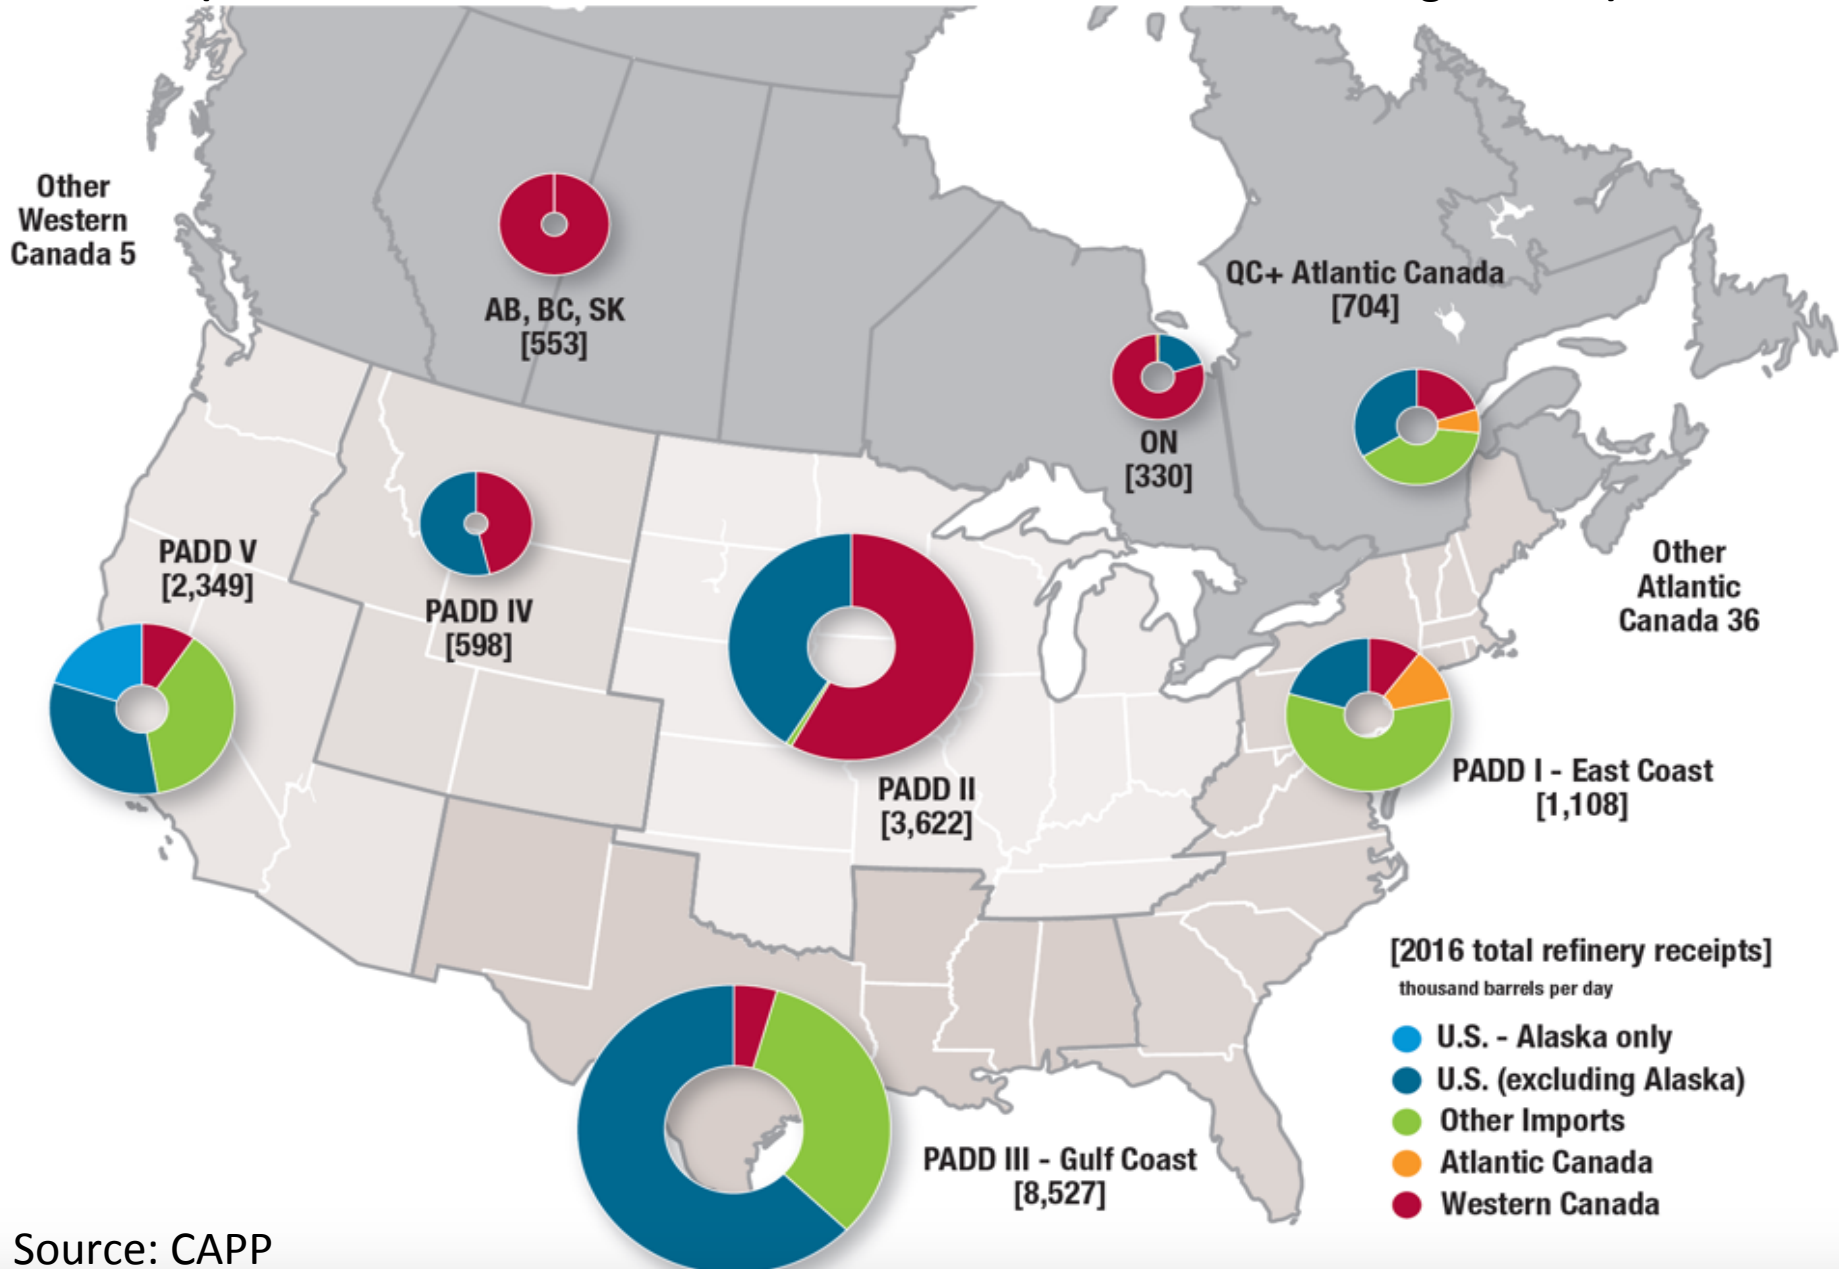 Other
Western
Canada 5
AB, BC, SK
[553]
QC+ Atlantic Canada
[704]
ON
[330]
PADD V
[2,349]
PADD IV
[598]
Other
Atlantic
Canada 36
PADD II
[3,622]
PADD I - East Coast
[1,108]
PADD III - Gulf Coast
[8,527]
[2016 total refinery receipts]
thousand barrels per day
U.S. - Alaska only
U.S. (excluding Alaska)
Other Imports
Atlantic Canada
Western Canada
Source: CAPP